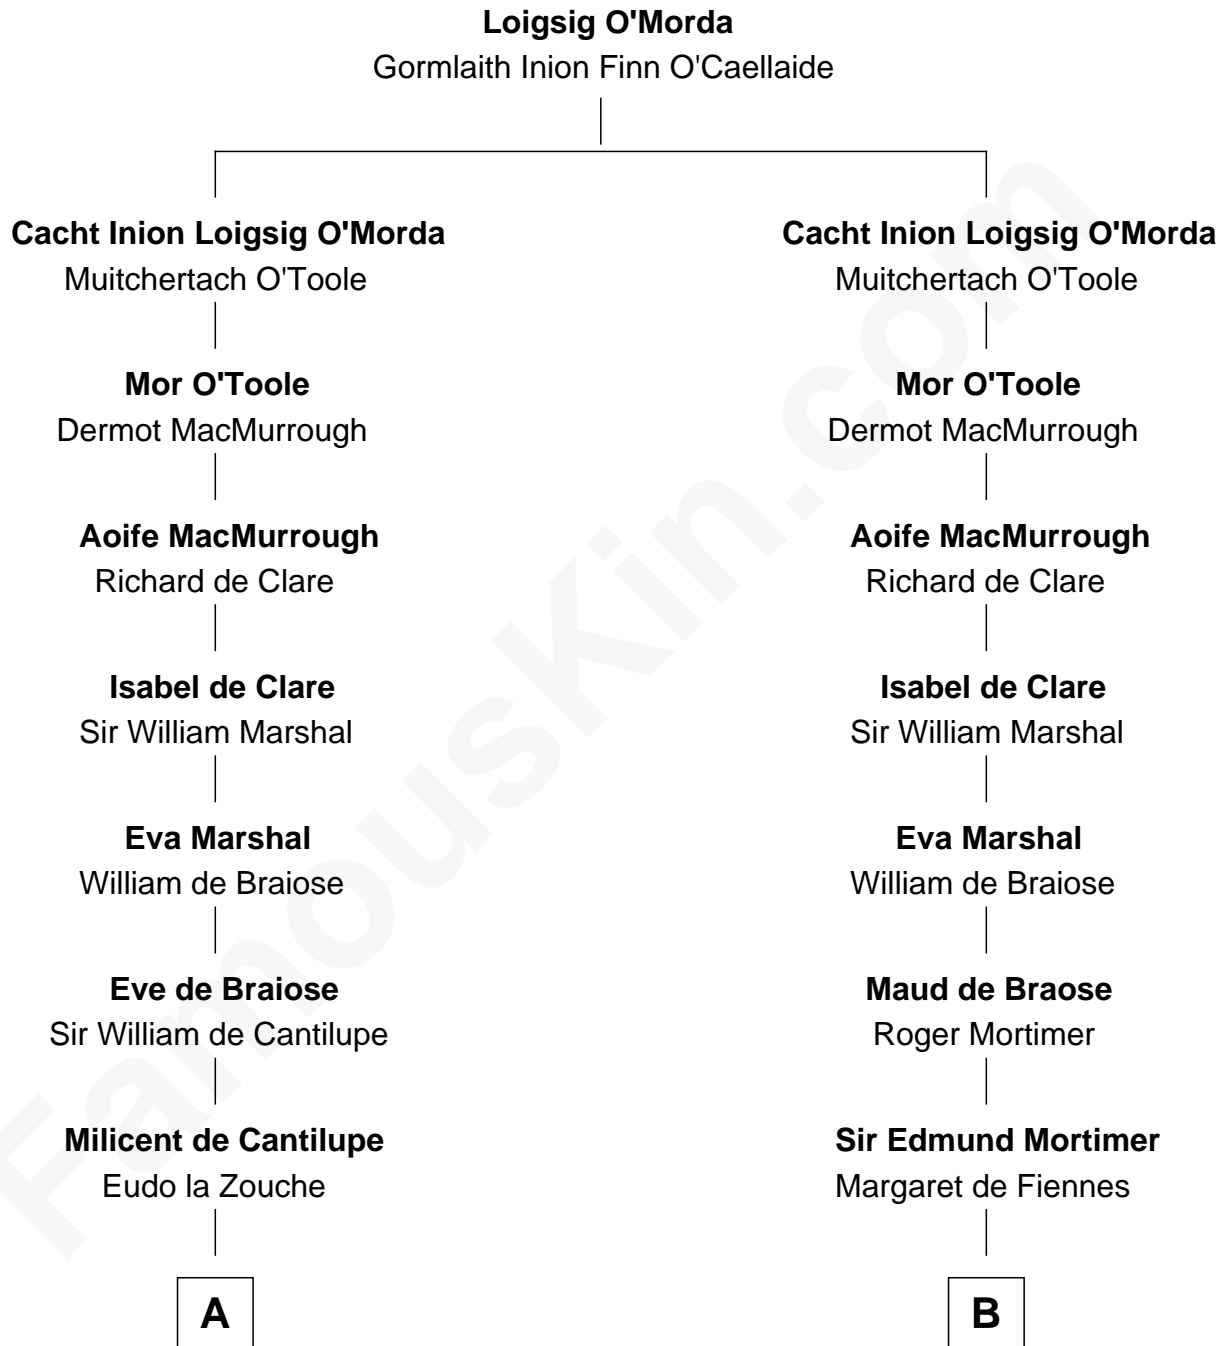 Loigsig O'Morda
Gormlaith Inion Finn O'Caellaide
Cacht Inion Loigsig O'Morda
Muitchertach O'Toole
Mor O'Toole
Dermot MacMurrough
Aoife MacMurrough
Richard de Clare
Isabel de Clare
Sir William Marshal
Eva Marshal
William de Braiose
Eve de Braiose
Sir William de Cantilupe
Milicent de Cantilupe
Eudo la Zouche
A
Cacht Inion Loigsig O'Morda
Muitchertach O'Toole
Mor O'Toole
Dermot MacMurrough
Aoife MacMurrough
Richard de Clare
Isabel de Clare
Sir William Marshal
Eva Marshal
William de Braiose
Maud de Braose
Roger Mortimer
Sir Edmund Mortimer
Margaret de Fiennes
B
FamousKin.com